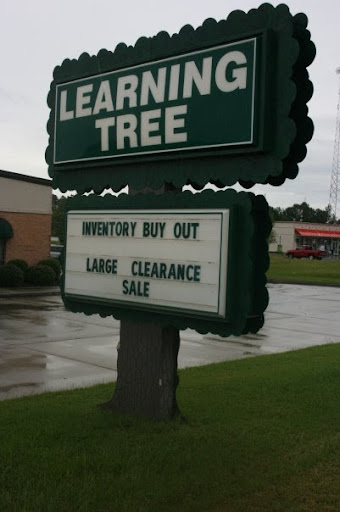 LEARNING
TREE
INVENTORY BUY OUT
LARGE CLEARANCE
SALE